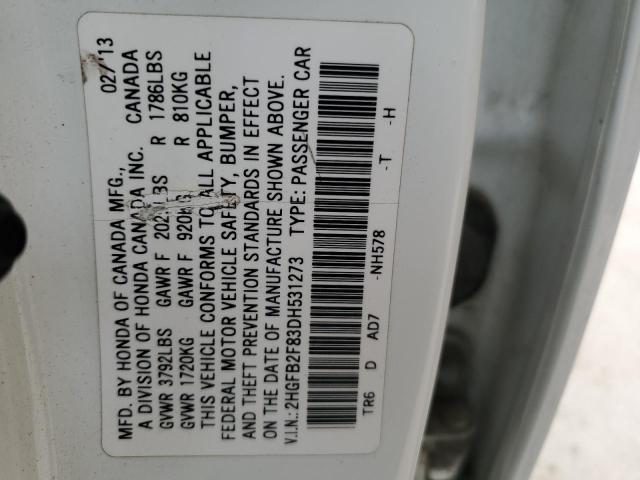 MFD. BY HONDA OF CANADA MFG., 02/13
A DIVISION OF HONDA CANADA INC. CANADA
GVWR 3792LBS GAWR F R 1786LBS
GVWR 1720KG GAWR F R 810KG
THIS VEHICLE CONFORMS TO ALL APPLICABLE
FEDERAL MOTOR VEHICLE SAFETY, BUMPER,
AND THEFT PREVENTION STANDARDS IN EFFECT
ON THE DATE OF MANUFACTURE SHOWN ABOVE.
V.I.N.: 2HGFB2F83DH531273 TYPE: PASSENGER CAR
TR6 D AD7 -NH578 -T -H